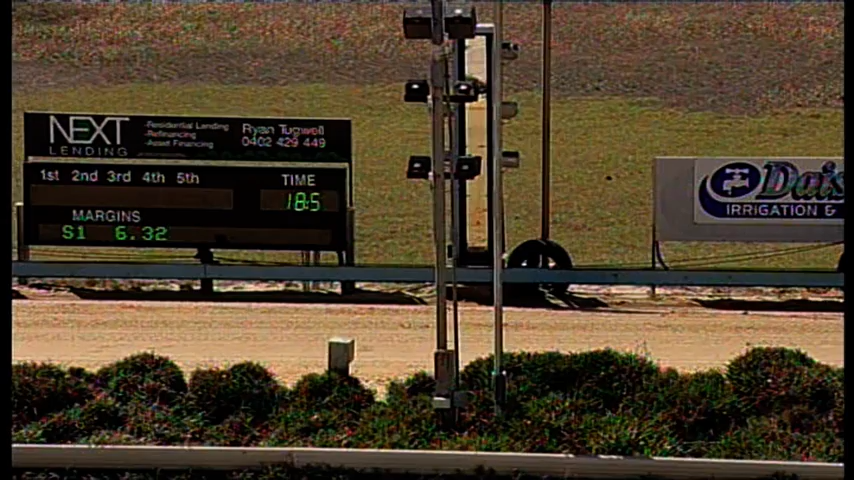 NEXT
LENDING
-Residential Lending
-Refinancing
-Asset Financing
Ryan Tugwell
0402 429 449
1st 2nd 3rd 4th 5th
TIME
18:5
MARGINS
S1 6.32
Dais
IRRIGATION &